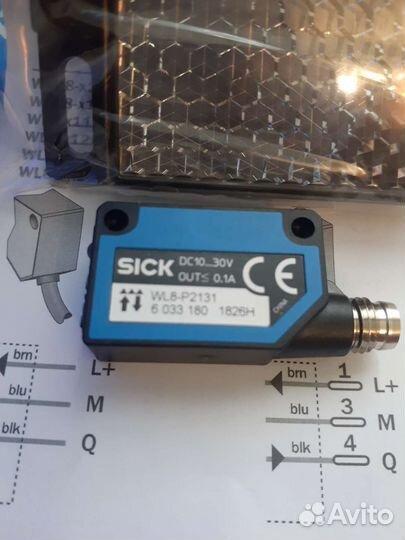 SICK
DC10...30V
OUT≤ 0.1A
CE
WL8-P2131
6 033 180 1826H
brn
L+
blu
M
blk
Q
brn 1
L+
blu 3
M
blk 4
Q
Avito